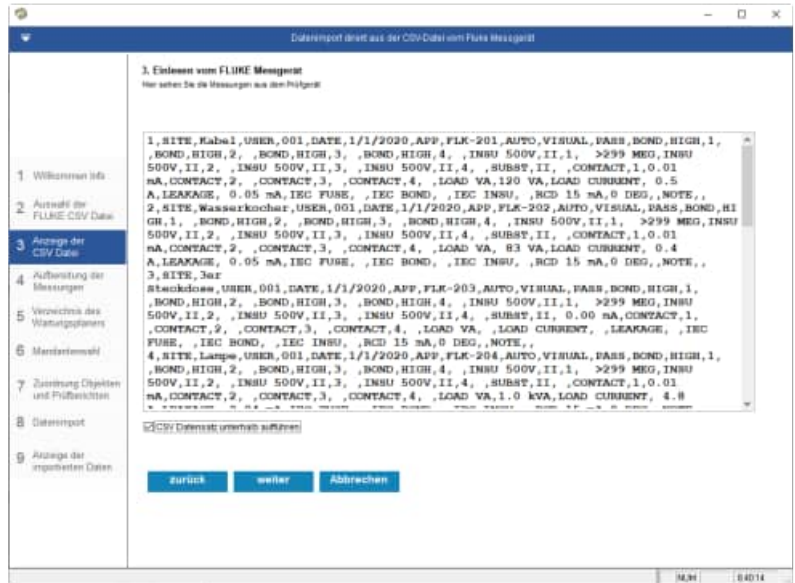 Datenimport direkt aus der CSV-Datei vom Fluke Messgerät
3. Einlesen vom FLUKE Messgerät
Hier sehen Sie die Messungen aus dem Prüfgerät
1 Willkommen Info
2 Auswahl der
FLUKE-CSV Datei
3 Anzeige der
CSV Datei
4 Aufbereitung der
Messungen
5 Verzeichnis des
Wartungsplaners
6 Mandantenwahl
7 Zuordnung Objekten
und Prüfberichten
8 Datenimport
9 Anzeige der
importierten Daten
1,SITE,Kabel,USER,001,DATE,1/1/2020,APP,FLK-201,AUTO,VISUAL,PASS,BOND,HIGH,1,
,BOND,HIGH,2, ,BOND,HIGH,3, ,BOND,HIGH,4, ,INSU 500V,II,1, >299 MEG,INSU
500V,II,2, ,INSU 500V,II,3, ,INSU 500V,II,4, ,SUBST,II, ,CONTACT,1,0.01
mA,CONTACT,2, ,CONTACT,3, ,CONTACT,4, ,LOAD VA,120 VA,LOAD CURRENT, 0.5
A,LEAKAGE, 0.05 mA,IEC FUSE, ,IEC BOND, ,IEC INSU, ,RCD 15 mA,0 DEG,,NOTE,,
2,SITE,Wasserkocher,USER,001,DATE,1/1/2020,APP,FLK-202,AUTO,VISUAL,PASS,BOND,HI
GH,1, ,BOND,HIGH,2, ,BOND,HIGH,3, ,BOND,HIGH,4, ,INSU 500V,II,1, >299 MEG,INSU
500V,II,2, ,INSU 500V,II,3, ,INSU 500V,II,4, ,SUBST,II, ,CONTACT,1,0.01
mA,CONTACT,2, ,CONTACT,3, ,CONTACT,4, ,LOAD VA, 83 VA,LOAD CURRENT, 0.4
A,LEAKAGE, 0.05 mA,IEC FUSE, ,IEC BOND, ,IEC INSU, ,RCD 15 mA,0 DEG,,NOTE,,
3,SITE,3er
Steckdose,USER,001,DATE,1/1/2020,APP,FLK-203,AUTO,VISUAL,PASS,BOND,HIGH,1,
,BOND,HIGH,2, ,BOND,HIGH,3, ,BOND,HIGH,4, ,INSU 500V,II,1, >299 MEG,INSU
500V,II,2, ,INSU 500V,II,3, ,INSU 500V,II,4, ,SUBST,II, 0.00 mA,CONTACT,1,
,CONTACT,2, ,CONTACT,3, ,CONTACT,4, ,LOAD VA, ,LOAD CURRENT, ,LEAKAGE, ,IEC
FUSE, ,IEC BOND, ,IEC INSU, ,RCD 15 mA,0 DEG,,NOTE,,
4,SITE,Lampe,USER,001,DATE,1/1/2020,APP,FLK-204,AUTO,VISUAL,PASS,BOND,HIGH,1,
,BOND,HIGH,2, ,BOND,HIGH,3, ,BOND,HIGH,4, ,INSU 500V,II,1, >299 MEG,INSU
500V,II,2, ,INSU 500V,II,3, ,INSU 500V,II,4, ,SUBST,II, ,CONTACT,1,0.01
mA,CONTACT,2, ,CONTACT,3, ,CONTACT,4, ,LOAD VA,1.0 kVA,LOAD CURRENT, 4.8
CSV Datensatz unterhalb aufführen
zurück weiter Abbrechen
NUM